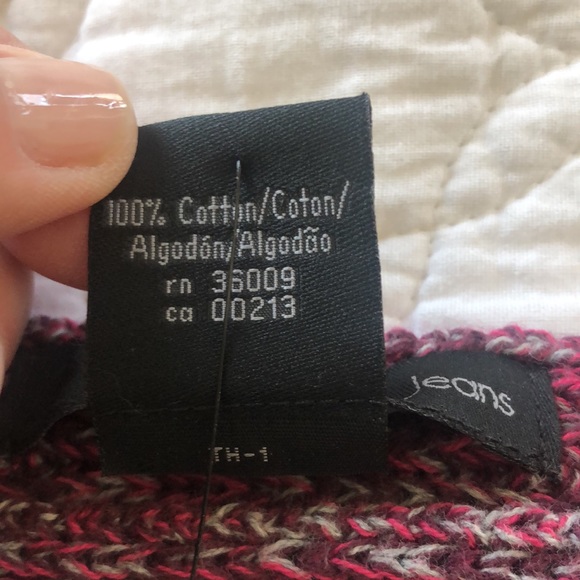 100% Cotton/Coton/
Algodón/Algodão
rn 36009
ca 00213
jeans
TH-1